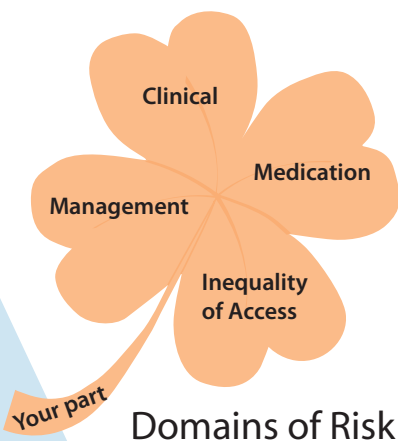 Clinical
Medication
Management
Inequality
of Access
Your part
Domains of Risk